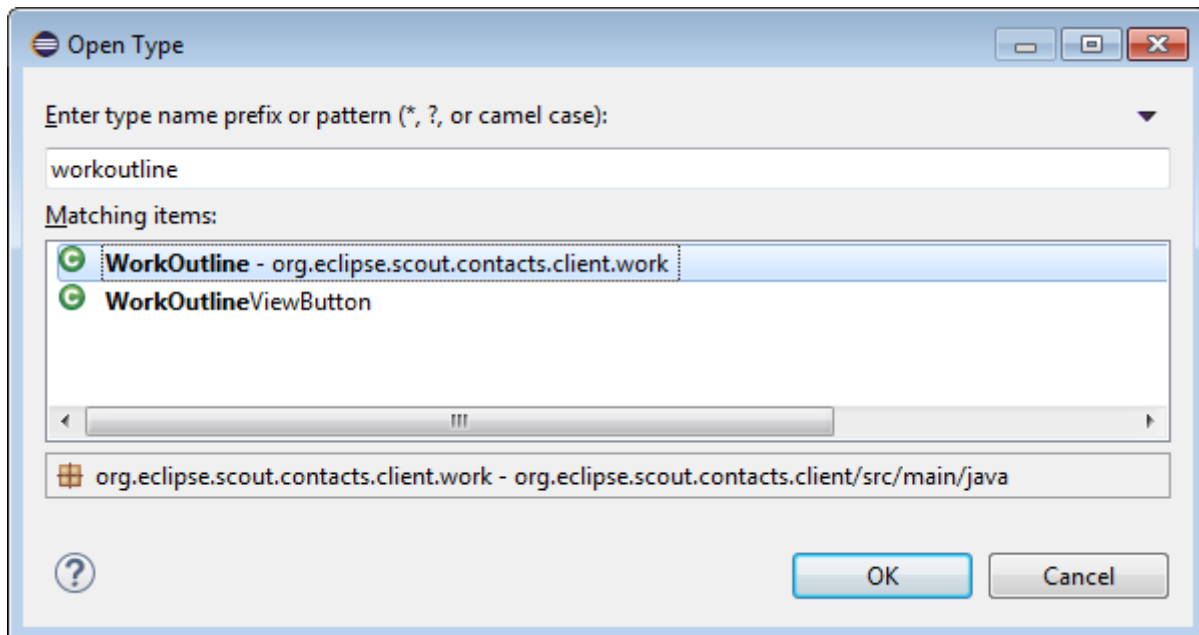 Open Type
Enter type name prefix or pattern (*, ?, or camel case):
workoutline
Matching items:
WorkOutline - org.eclipse.scout.contacts.client.work
WorkOutlineViewButton
org.eclipse.scout.contacts.client.work - org.eclipse.scout.contacts.client/src/main/java
?
OK
Cancel